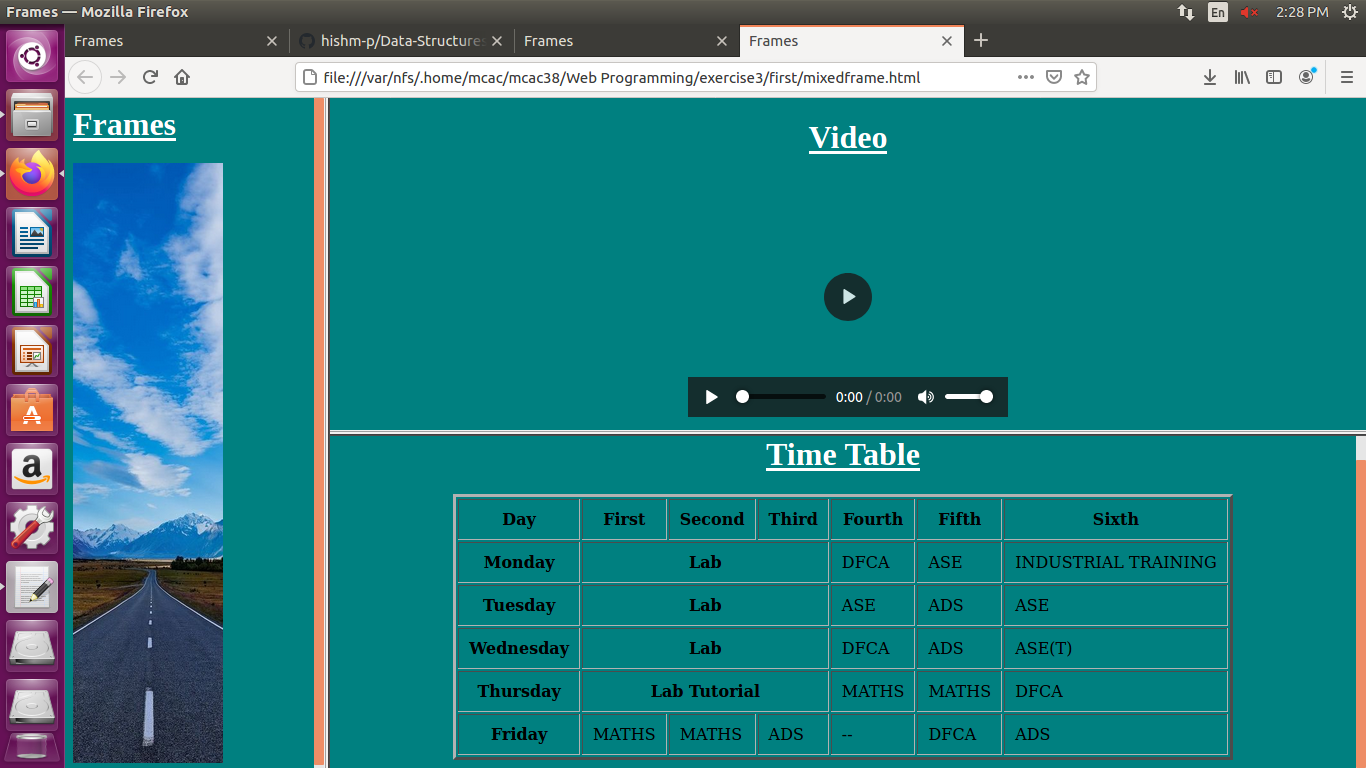 Frames — Mozilla Firefox
En
2:28 PM
Frames
hishm-p/Data-Structures
Frames
Frames
file:///var/nfs/.home/mcac/mcac38/Web Programming/exercise3/first/mixedframe.html
Frames
Video
0:00 / 0:00
Time Table
Day First Second Third Fourth Fifth Sixth
Monday Lab DFCA ASE INDUSTRIAL TRAINING
Tuesday Lab ASE ADS ASE
Wednesday Lab DFCA ADS ASE(T)
Thursday Lab Tutorial MATHS MATHS DFCA
Friday MATHS MATHS ADS -- DFCA ADS